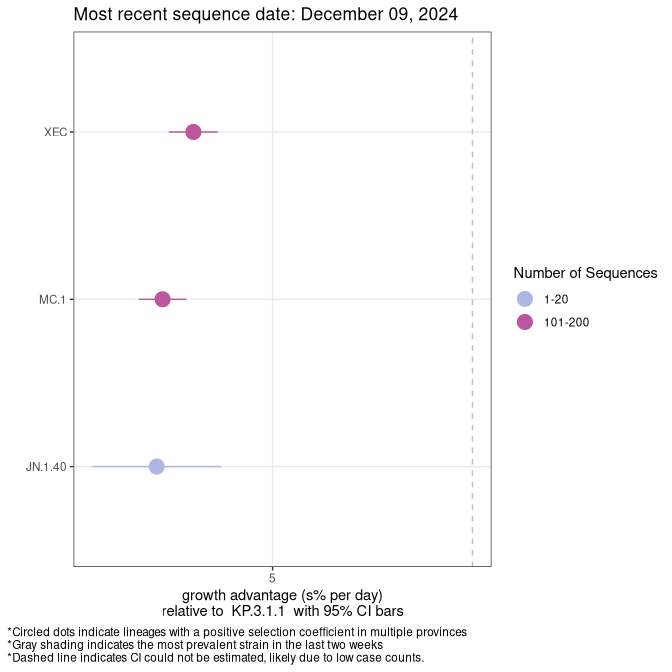 Most recent sequence date: December 09, 2024
XEC
MC.1
JN.1.40
5
growth advantage (s% per day)
relative to KP.3.1.1 with 95% CI bars
Number of Sequences
1-20
101-200
*Circled dots indicate lineages with a positive selection coefficient in multiple provinces
*Gray shading indicates the most prevalent strain in the last two weeks
*Dashed line indicates CI could not be estimated, likely due to low case counts.